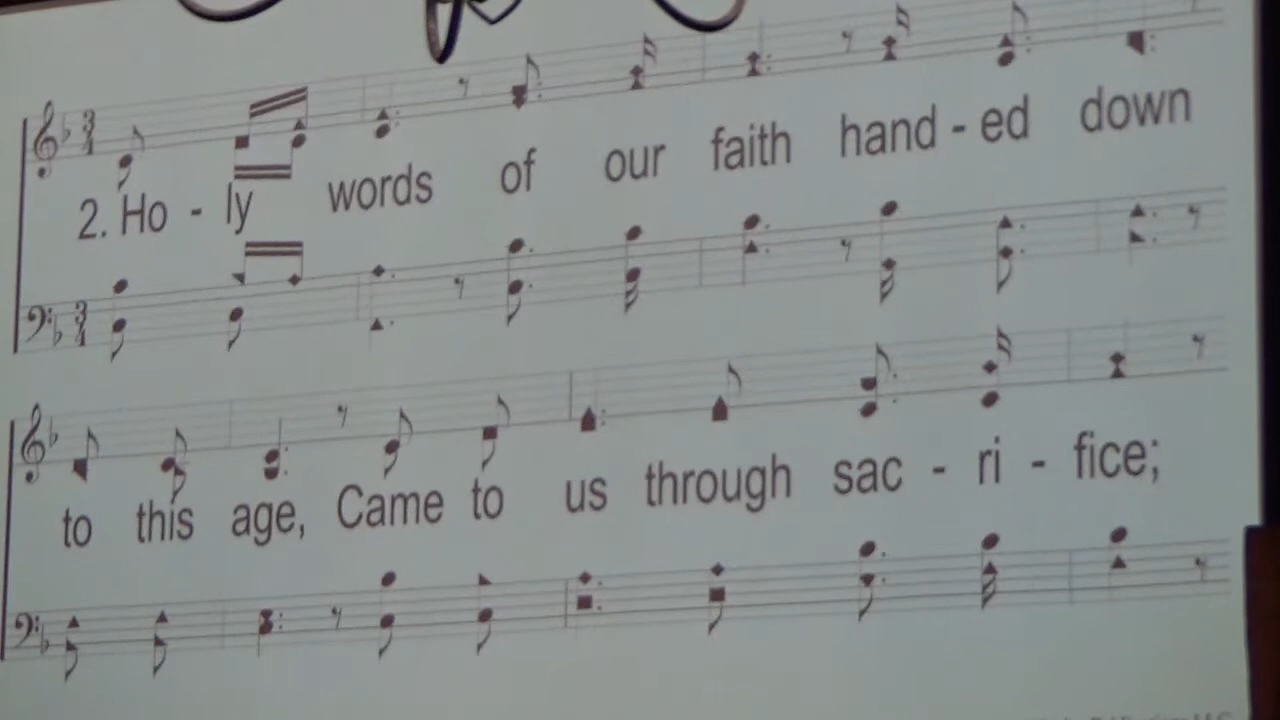 2. Ho - ly words of our faith hand - ed down
to this age, Came to us through sac - ri - fice;